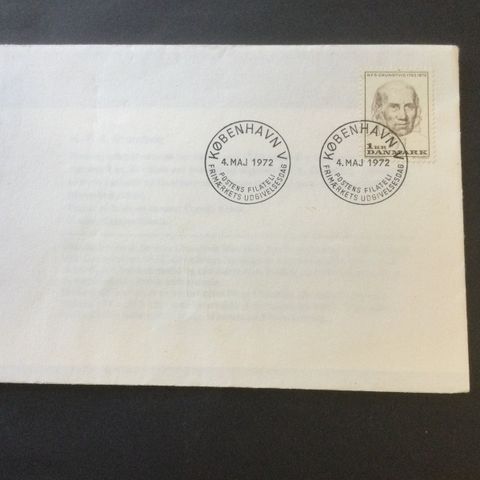 N.F.S. GRUNDTVIG 1783-1872
1 KR
DANMARK
KØBENHAVN V
4. MAJ 1972
POSTENS FILATELI
FRIMÆRKETS UDGIVELSESDAG
KØBENHAVN V
4. MAJ 1972
POSTENS FILATELI
FRIMÆRKETS UDGIVELSESDAG